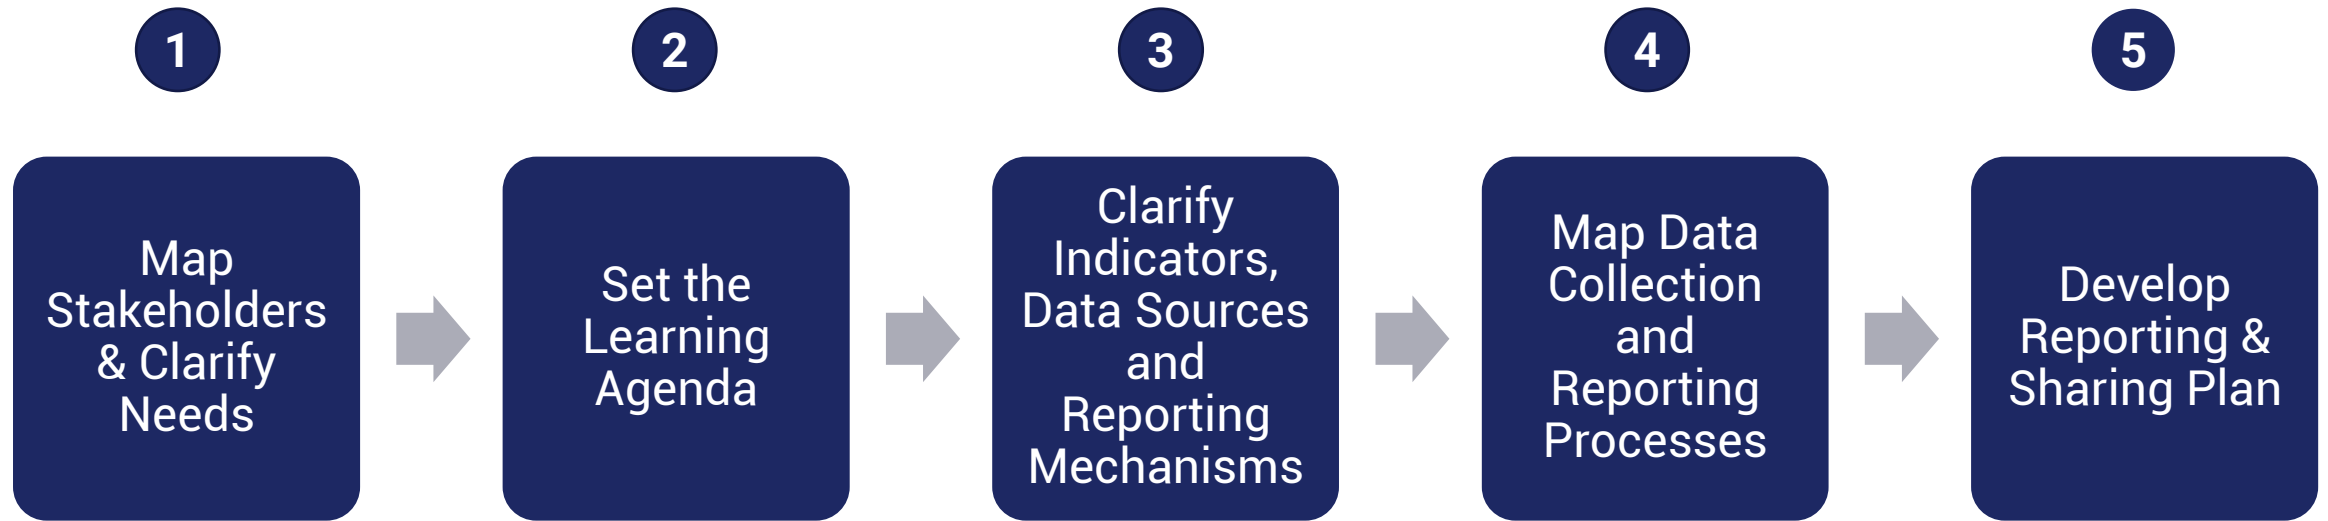 1
2
3
4
5
Map
Stakeholders
& Clarify
Needs
Set the
Learning
Agenda
Clarify
Indicators,
Data Sources
and
Reporting
Mechanisms
Map Data
Collection
and
Reporting
Processes
Develop
Reporting &
Sharing Plan